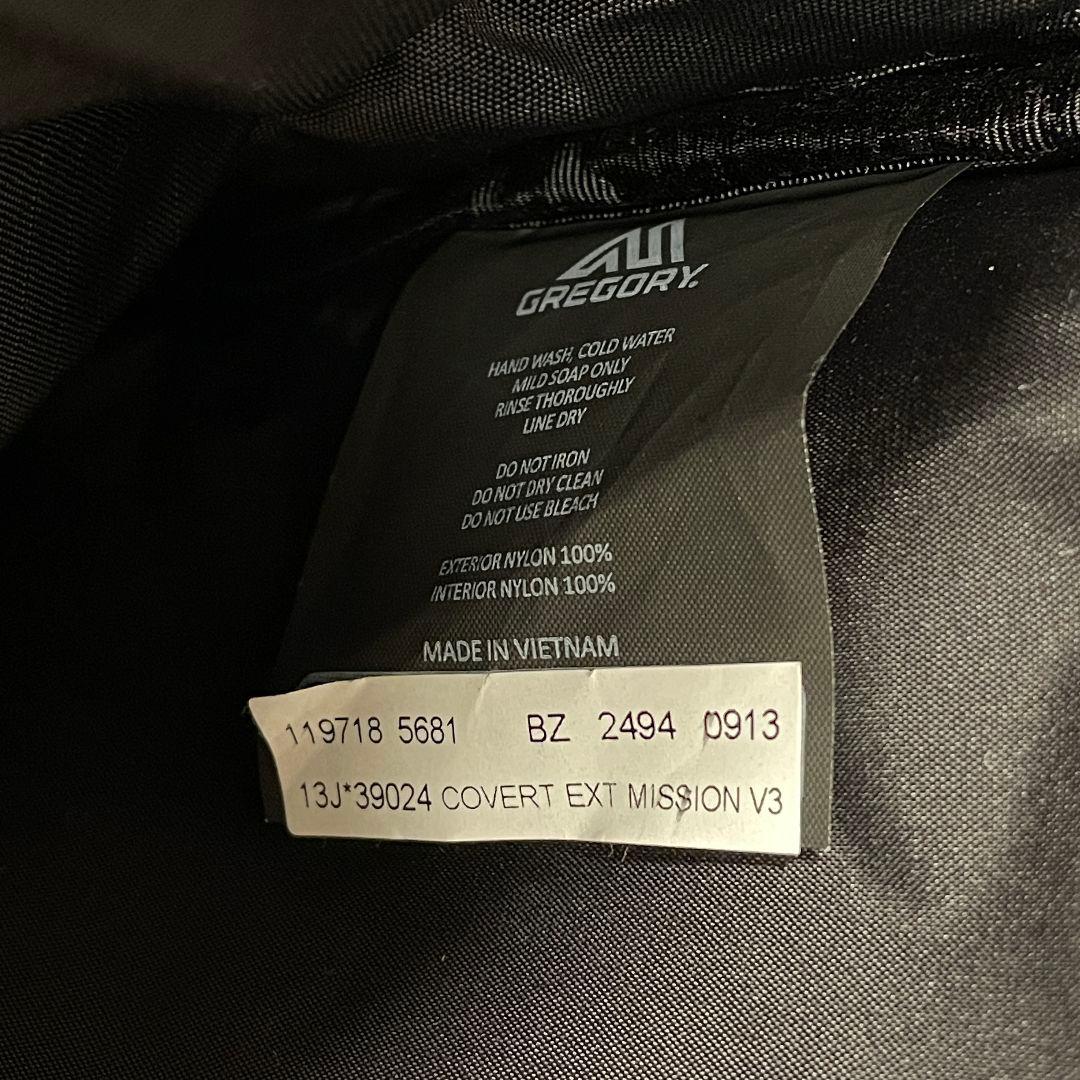 GREGORY.
HAND WASH, COLD WATER
MILD SOAP ONLY
RINSE THOROUGHLY
LINE DRY
DO NOT IRON
DO NOT DRY CLEAN
DO NOT USE BLEACH
EXTERIOR NYLON 100%
INTERIOR NYLON 100%
MADE IN VIETNAM
119718 5681 BZ 2494 0913
13J*39024 COVERT EXT MISSION V3